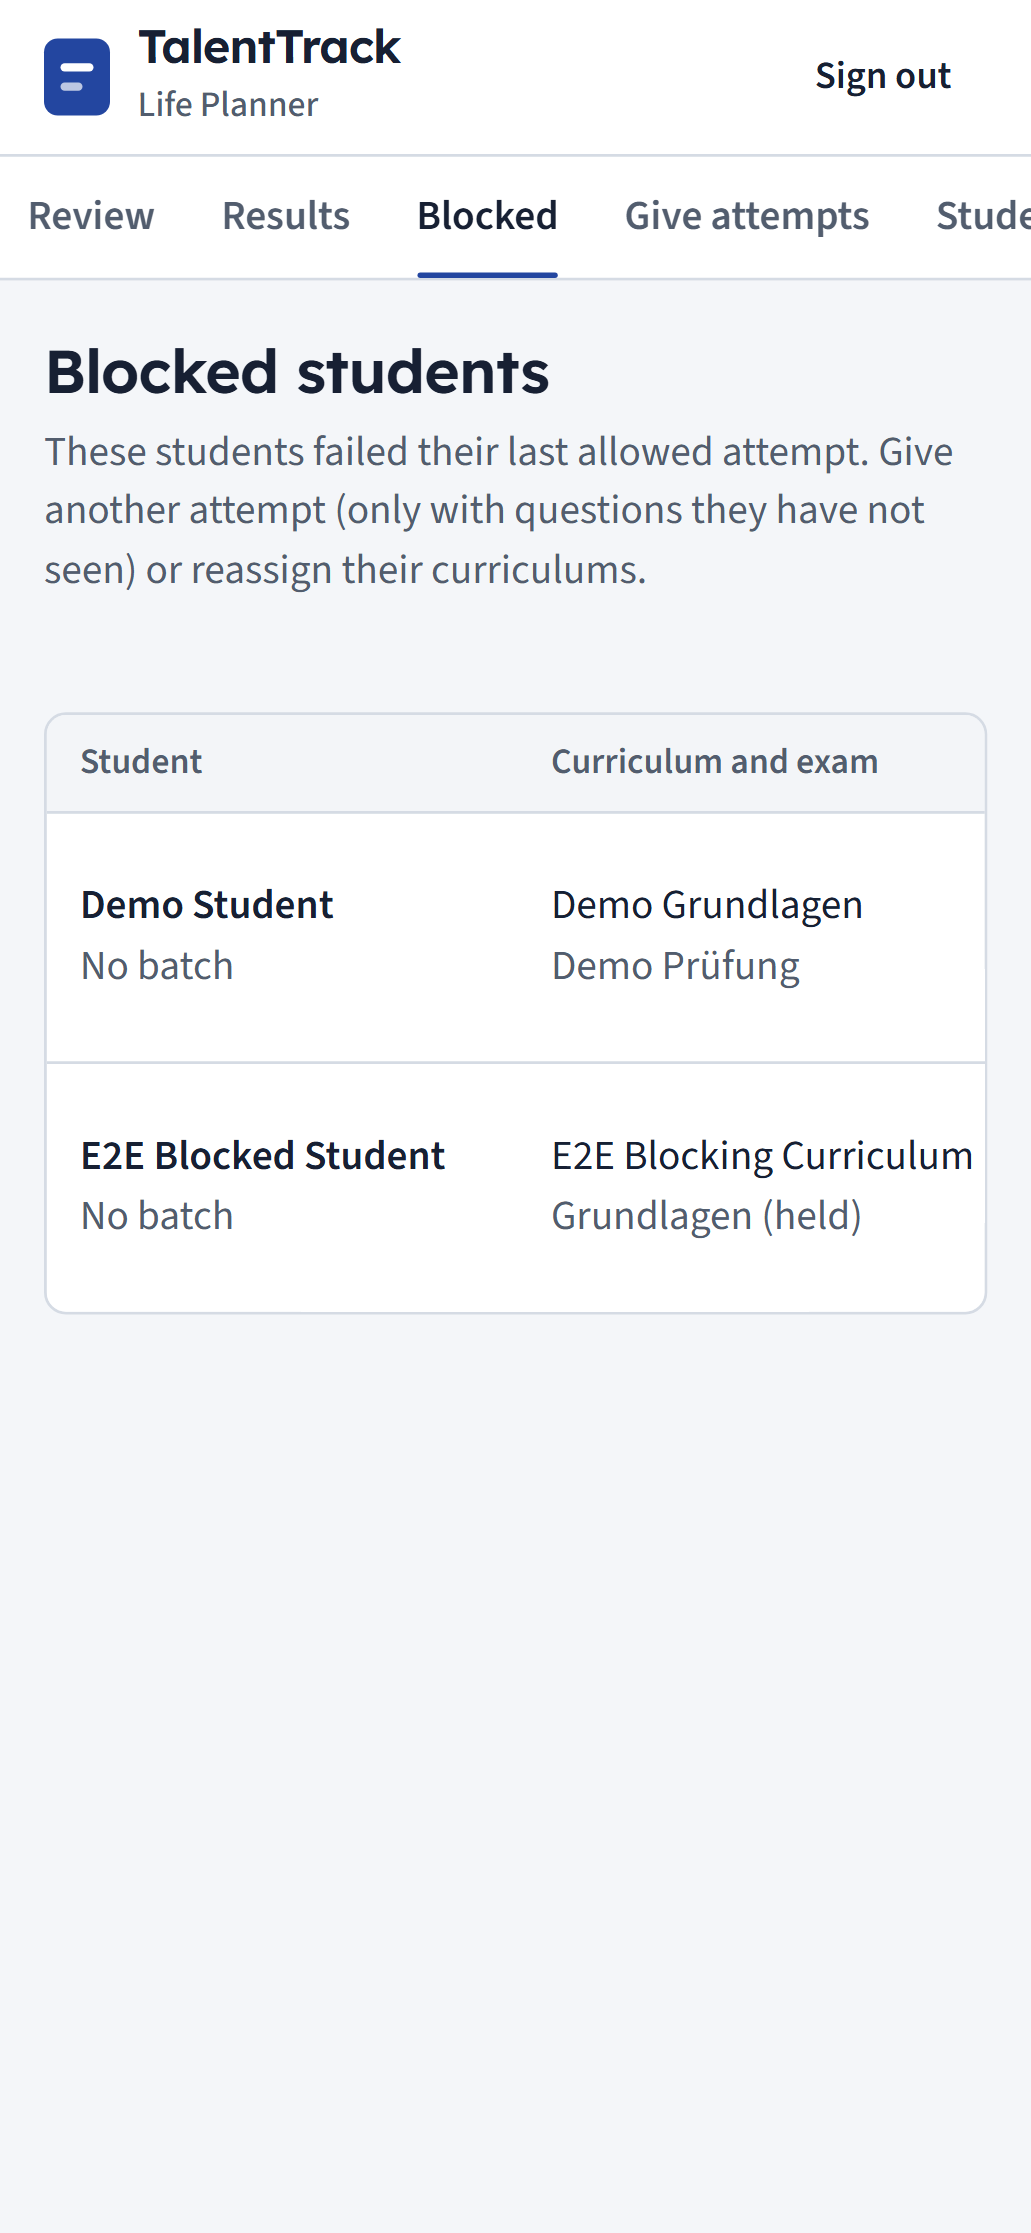 TalentTrack
Life Planner
Sign out
Review Results Blocked Give attempts Stude
Blocked students
These students failed their last allowed attempt. Give
another attempt (only with questions they have not
seen) or reassign their curriculums.
Student Curriculum and exam
Demo Student Demo Grundlagen
No batch Demo Prüfung
E2E Blocked Student E2E Blocking Curriculum
No batch Grundlagen (held)